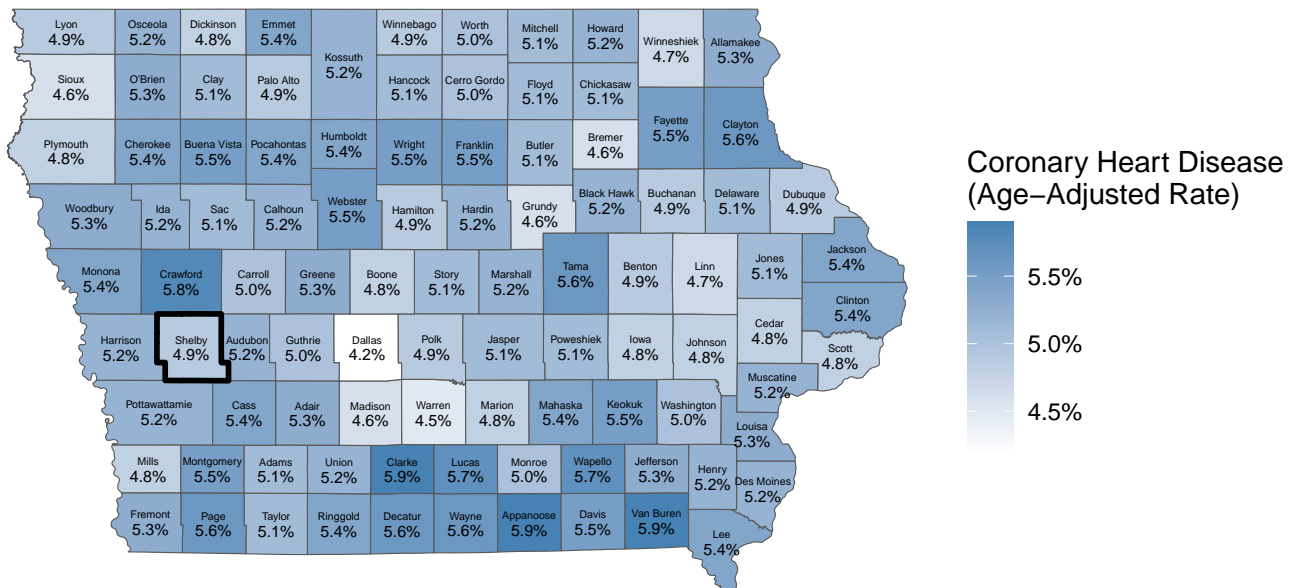 Lyon
4.9%
Osceola
5.2%
Dickinson
4.8%
Emmet
5.4%
Kossuth
5.2%
Winnebago
4.9%
Worth
5.0%
Mitchell
5.1%
Howard
5.2%
Winneshiek
4.7%
Allamakee
5.3%
Sioux
4.6%
O'Brien
5.3%
Clay
5.1%
Palo Alto
4.9%
Hancock
5.1%
Cerro Gordo
5.0%
Floyd
5.1%
Chickasaw
5.1%
Fayette
5.5%
Clayton
5.6%
Plymouth
4.8%
Cherokee
5.4%
Buena Vista
5.5%
Pocahontas
5.4%
Humboldt
5.4%
Wright
5.5%
Franklin
5.5%
Butler
5.1%
Bremer
4.6%
Woodbury
5.3%
Ida
5.2%
Sac
5.1%
Calhoun
5.2%
Webster
5.5%
Hamilton
4.9%
Hardin
5.2%
Grundy
4.6%
Black Hawk
5.2%
Buchanan
4.9%
Delaware
5.1%
Dubuque
4.9%
Monona
5.4%
Crawford
5.8%
Carroll
5.0%
Greene
5.3%
Boone
4.8%
Story
5.1%
Marshall
5.2%
Tama
5.6%
Benton
4.9%
Linn
4.7%
Jones
5.1%
Jackson
5.4%
Clinton
5.4%
Harrison
5.2%
Shelby
4.9%
Audubon
5.2%
Guthrie
5.0%
Dallas
4.2%
Polk
4.9%
Jasper
5.1%
Poweshiek
5.1%
Iowa
4.8%
Johnson
4.8%
Cedar
4.8%
Scott
4.8%
Muscatine
5.2%
Pottawattamie
5.2%
Cass
5.4%
Adair
5.3%
Madison
4.6%
Warren
4.5%
Marion
4.8%
Mahaska
5.4%
Keokuk
5.5%
Washington
5.0%
Louisa
5.3%
Mills
4.8%
Montgomery
5.5%
Adams
5.1%
Union
5.2%
Clarke
5.9%
Lucas
5.7%
Monroe
5.0%
Wapello
5.7%
Jefferson
5.3%
Henry
5.2%
Des Moines
5.2%
Fremont
5.3%
Page
5.6%
Taylor
5.1%
Ringgold
5.4%
Decatur
5.6%
Wayne
5.6%
Appanoose
5.9%
Davis
5.5%
Van Buren
5.9%
Lee
5.4%
Coronary Heart Disease
(Age−Adjusted Rate)
5.5%
5.0%
4.5%